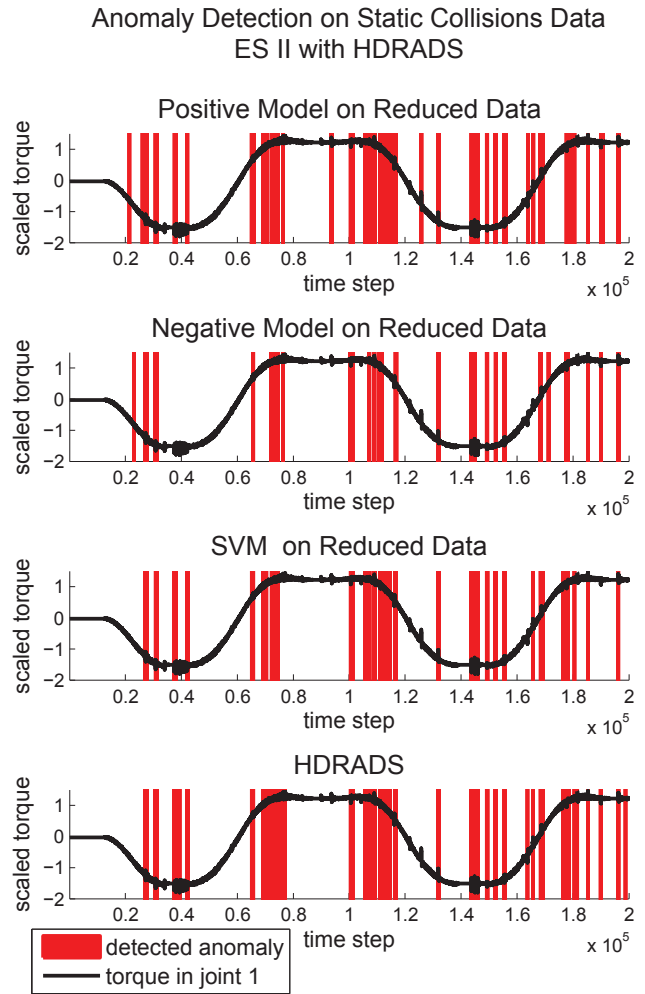 Anomaly Detection on Static Collisions Data
ES II with HDRADS
Positive Model on Reduced Data
scaled torque
1
0
−1
−2
0.2 0.4 0.6 0.8 1 1.2 1.4 1.6 1.8 2
time step
x 10^5
Negative Model on Reduced Data
scaled torque
1
0
−1
−2
0.2 0.4 0.6 0.8 1 1.2 1.4 1.6 1.8 2
time step
x 10^5
SVM on Reduced Data
scaled torque
1
0
−1
−2
0.2 0.4 0.6 0.8 1 1.2 1.4 1.6 1.8 2
time step
x 10^5
HDRADS
scaled torque
1
0
−1
−2
0.2 0.4 0.6 0.8 1 1.2 1.4 1.6 1.8 2
time step
x 10^5
detected anomaly
torque in joint 1